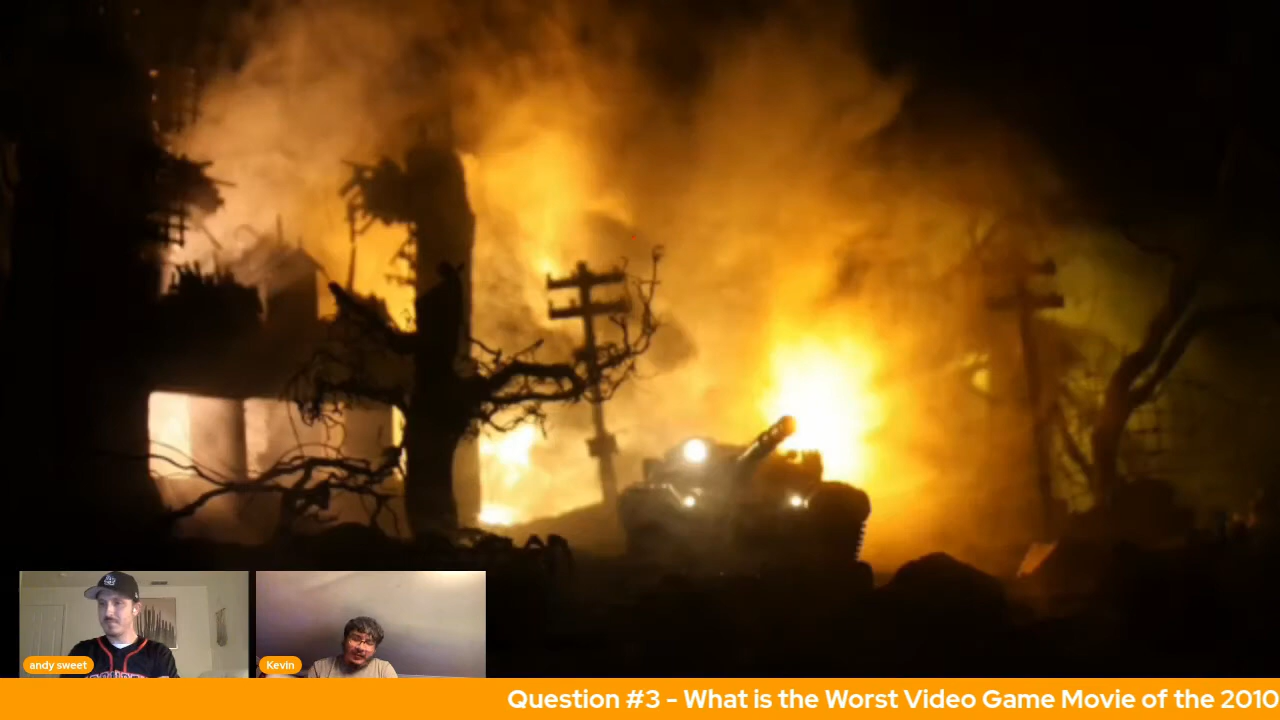 andy sweet
Kevin
Question #3 - What is the Worst Video Game Movie of the 2010